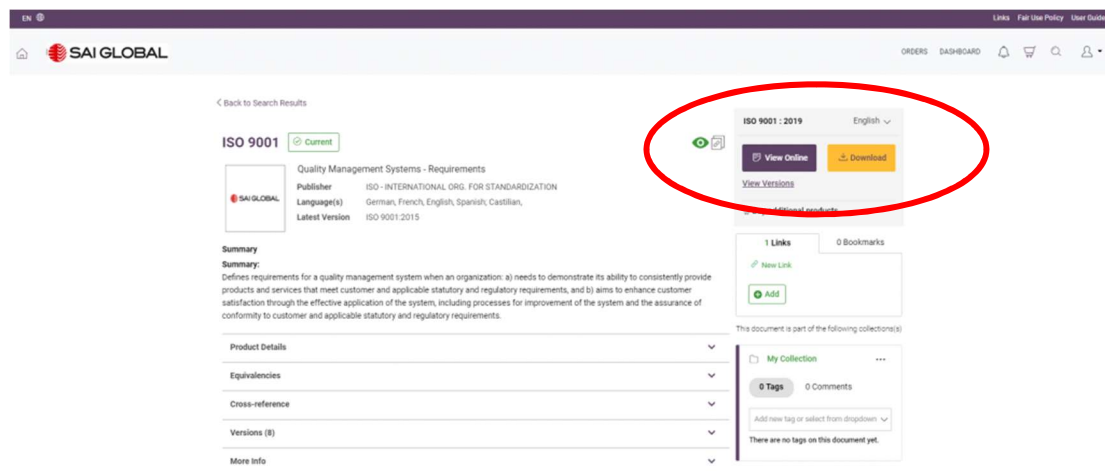 EN
Links Fair Use Policy User Guide
SAI GLOBAL
ORDERS DASHBOARD
Back to Search Results
ISO 9001 Current
Quality Management Systems - Requirements
Publisher ISO - INTERNATIONAL ORG. FOR STANDARDIZATION
Language(s) German, French, English, Spanish; Castilian,
Latest Version ISO 9001:2015
SAI GLOBAL
Summary
Summary:
Defines requirements for a quality management system when an organization: a) needs to demonstrate its ability to consistently provide
products and services that meet customer and applicable statutory and regulatory requirements, and b) aims to enhance customer
satisfaction through the effective application of the system, including processes for improvement of the system and the assurance of
conformity to customer and applicable statutory and regulatory requirements.
Product Details
Equivalencies
Cross-reference
Versions (8)
More Info
ISO 9001 : 2019 English
View Online Download
View Versions
additional products
1 Links 0 Bookmarks
New Link
Add
This document is part of the following collections(s)
My Collection
0 Tags 0 Comments
Add new tag or select from dropdown
There are no tags on this document yet.